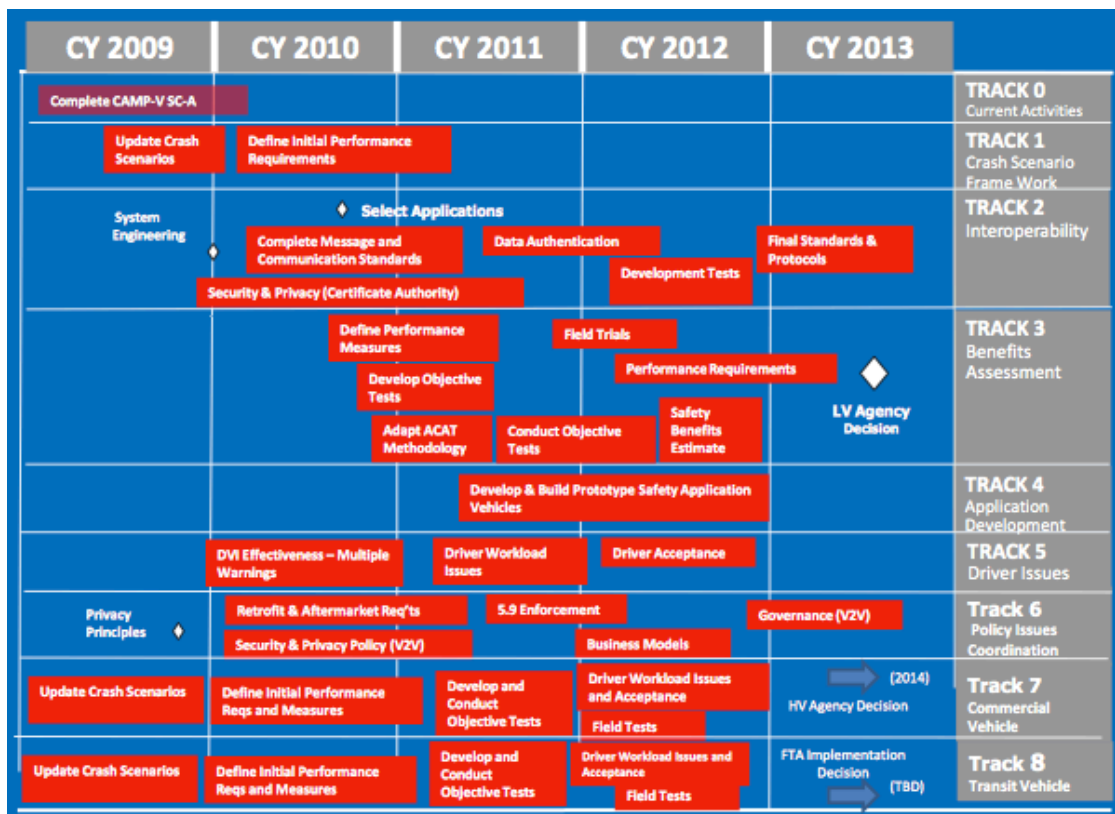 CY 2009
CY 2010
CY 2011
CY 2012
CY 2013
Complete CAMP-V SC-A
TRACK 0
Current Activities
Update Crash
Scenarios
Define Initial Performance
Requirements
TRACK 1
Crash Scenario
Frame Work
System
Engineering
Select Applications
Complete Message and
Communication Standards
Data Authentication
Development Tests
Final Standards &
Protocols
Security & Privacy (Certificate Authority)
TRACK 2
Interoperability
Define Performance
Measures
Field Trials
Develop Objective
Tests
Performance Requirements
Adapt ACAT
Methodology
Conduct Objective
Tests
Safety
Benefits
Estimate
LV Agency
Decision
TRACK 3
Benefits
Assessment
Develop & Build Prototype Safety Application
Vehicles
TRACK 4
Application
Development
DVI Effectiveness – Multiple
Warnings
Driver Workload
Issues
Driver Acceptance
TRACK 5
Driver Issues
Privacy
Principles
Retrofit & Aftermarket Req'ts
5.9 Enforcement
Governance (V2V)
Security & Privacy Policy (V2V)
Business Models
Track 6
Policy Issues
Coordination
Update Crash Scenarios
Define Initial Performance
Reqs and Measures
Develop and
Conduct
Objective Tests
Driver Workload Issues
and Acceptance
Field Tests
(2014)
HV Agency Decision
Track 7
Commercial
Vehicle
Update Crash Scenarios
Define Initial Performance
Reqs and Measures
Develop and
Conduct
Objective Tests
Driver Workload Issues and
Acceptance
Field Tests
FTA Implementation
Decision
(TBD)
Track 8
Transit Vehicle